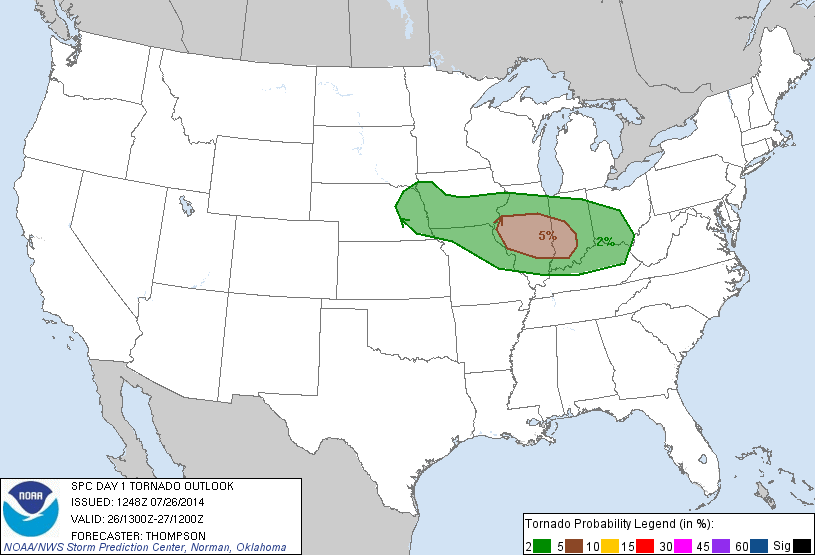 5%
2%
NOAA
SPC DAY 1 TORNADO OUTLOOK
ISSUED: 1248Z 07/26/2014
VALID: 26/1300Z-27/1200Z
FORECASTER: THOMPSON
NOAA/NWS Storm Prediction Center, Norman, Oklahoma
Tornado Probability Legend (in %):
2 5 10 15 30 45 60 Sig